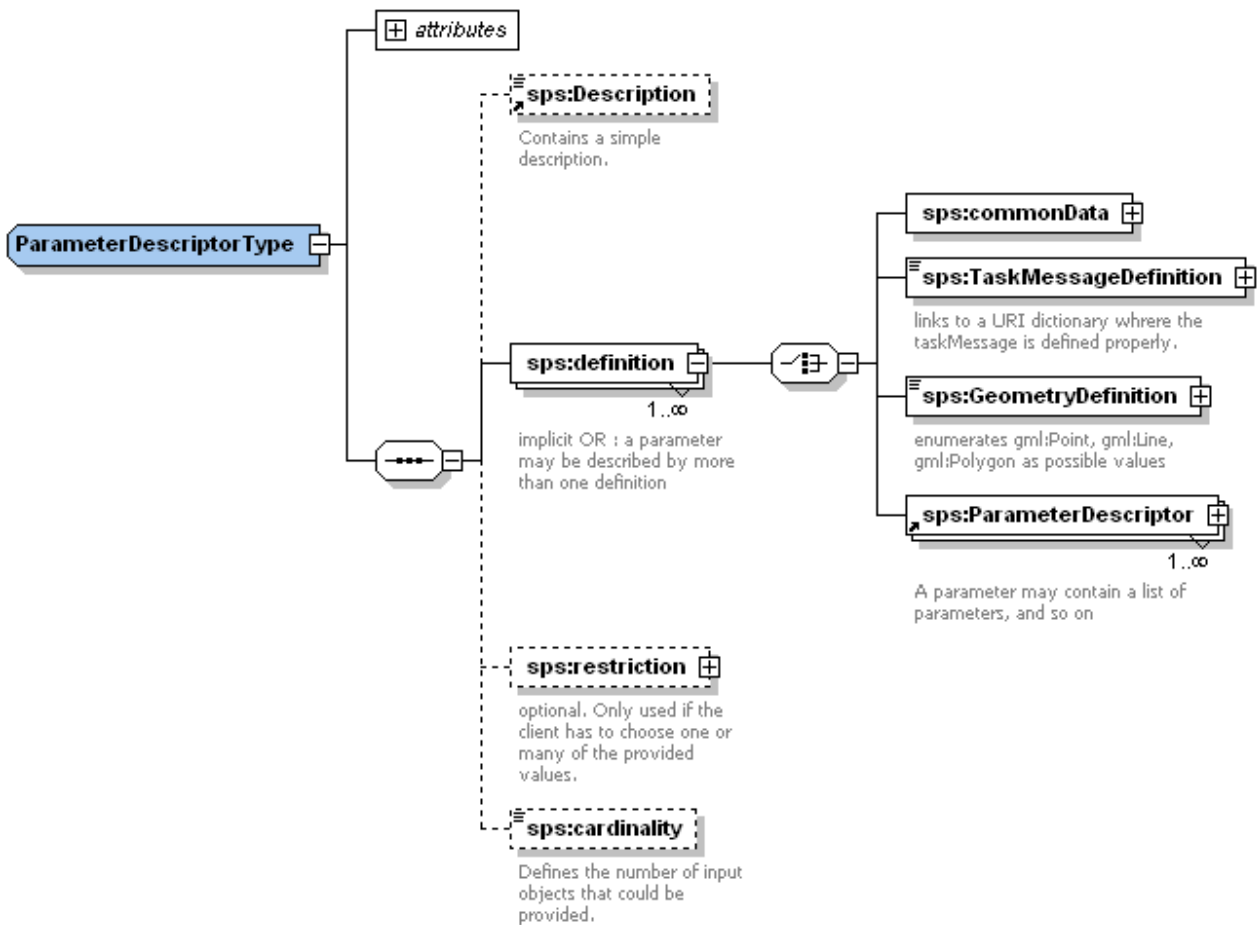 attributes
sps:Description
Contains a simple
description.
ParameterDescriptorType
sps:commonData
sps:TaskMessageDefinition
links to a URI dictionary whrere the
taskMessage is defined properly.
sps:definition
1..∞
implicit OR : a parameter
may be described by more
than one definition
sps:GeometryDefinition
enumerates gml:Point, gml:Line,
gml:Polygon as possible values
sps:ParameterDescriptor
1..∞
A parameter may contain a list of
parameters, and so on
sps:restriction
optional. Only used if the
client has to choose one or
many of the provided
values.
sps:cardinality
Defines the number of input
objects that could be
provided.